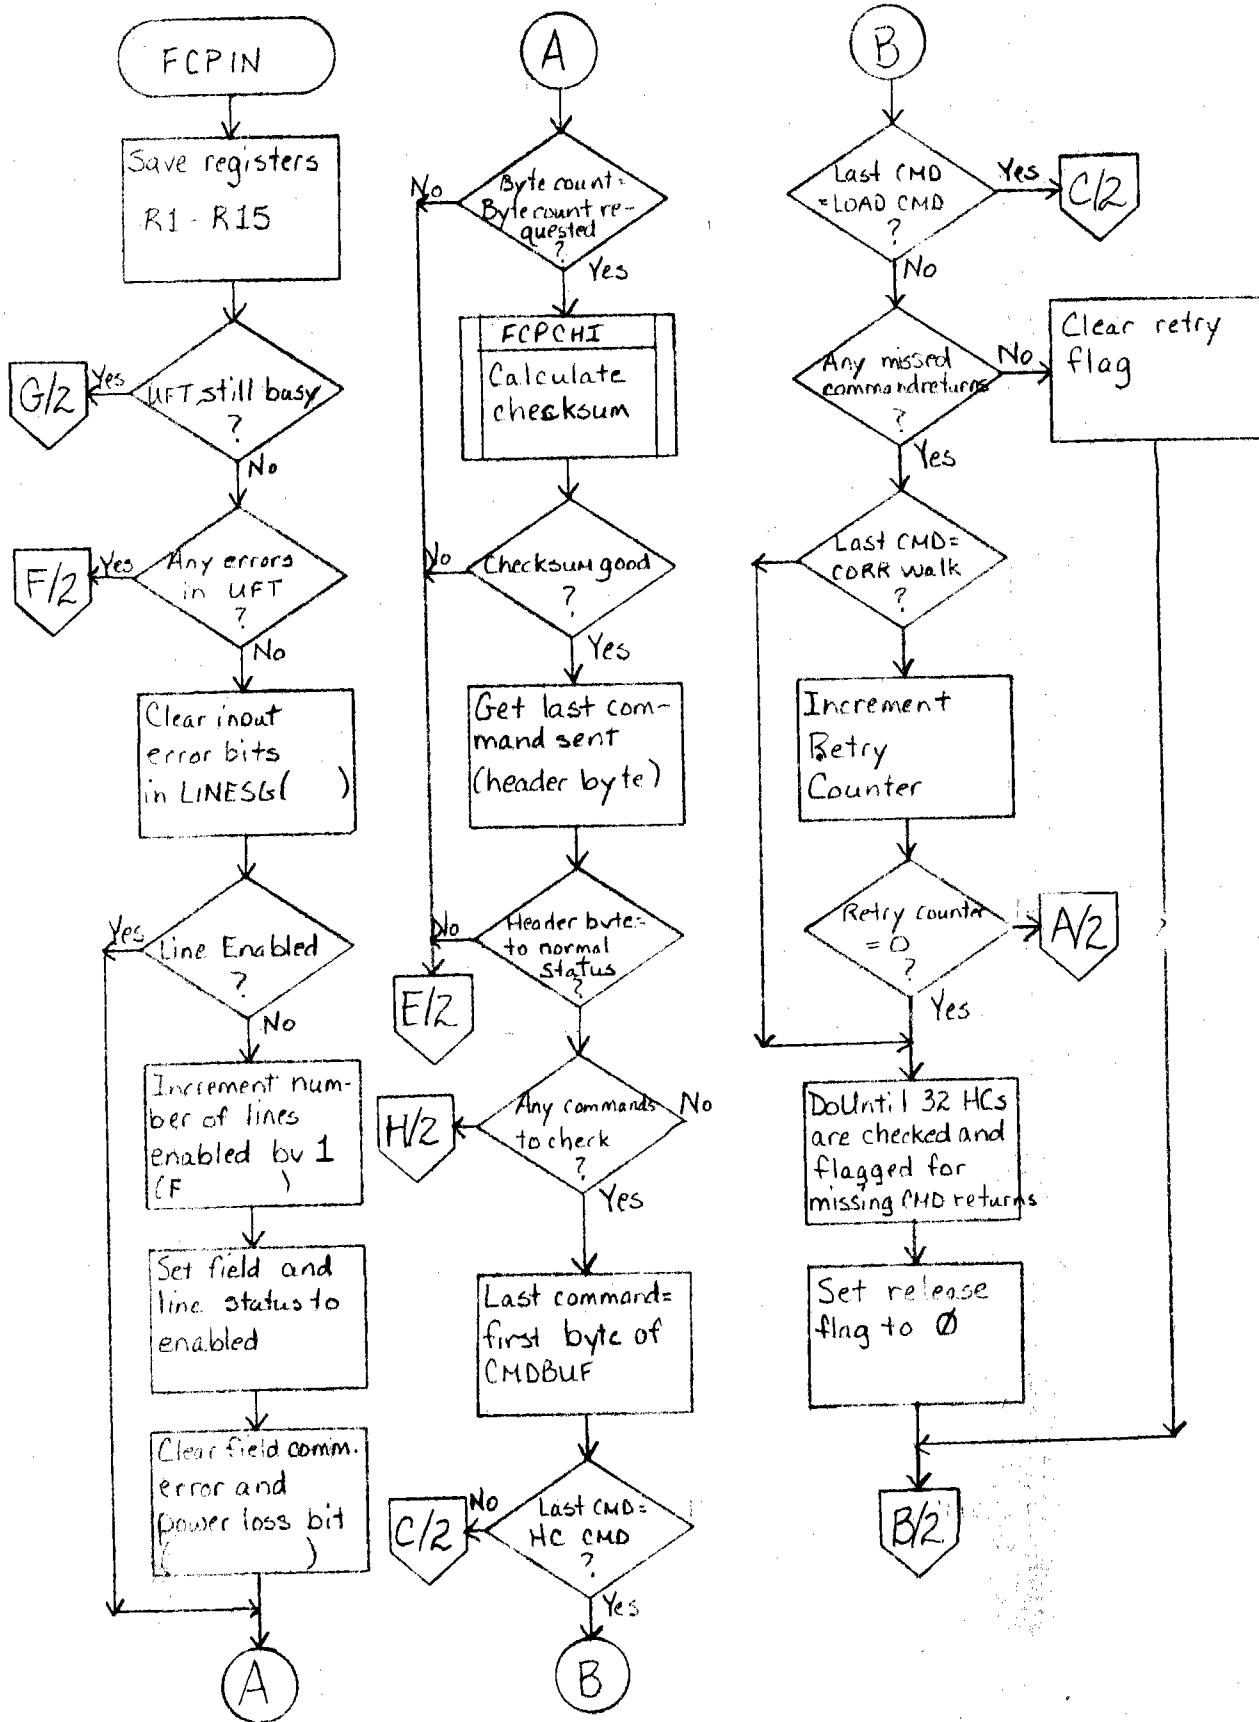 FCPIN
Save registers
R1 - R15
UFT still busy
?
Yes
G/2
No
Any errors
in UFT
?
Yes
F/2
No
Clear inout
error bits
in LINESG( )
Line Enabled
?
Yes
No
Increment num-
ber of lines
enabled by 1
(F )
Set field and
line status to
enabled
Clear field comm.
error and
power loss bit
( )
A
A
Byte count=
Byte count re-
quested
?
No
Yes
FCPCHI
Calculate
checksum
Checksum good
?
No
Yes
Get last com-
mand sent
(header byte)
Header byte=
to normal
status
?
No
E/2
Any commands
to check
?
No
H/2
Yes
Last command=
first byte of
CMDBUF
Last CMD=
HC CMD
?
No
C/2
Yes
B
B
Last CMD
=LOAD CMD
?
Yes
C/2
No
Any missed
command returns
?
No
Clear retry
flag
Yes
Last CMD=
CORR Walk
?
Increment
Retry
Counter
Retry counter
= 0
?
A/2
Yes
DoUntil 32 HCs
are checked and
flagged for
missing CMD returns
Set release
flag to Ø
B/2